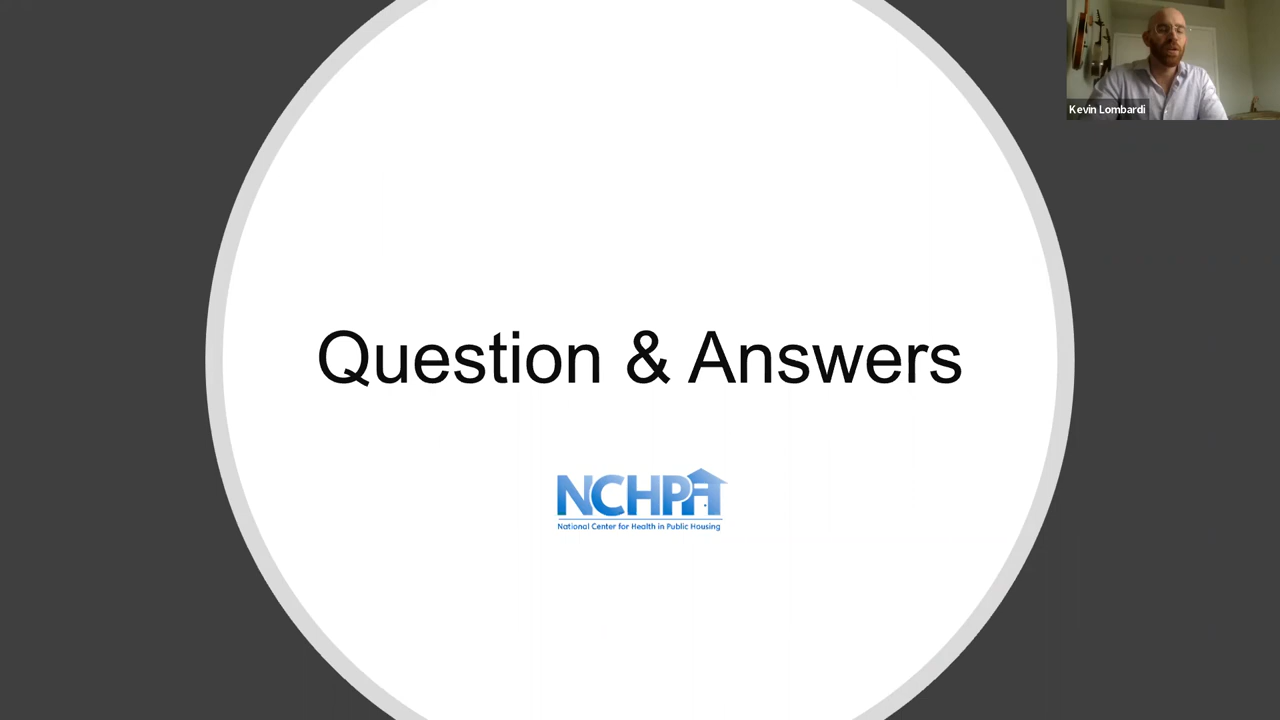 Kevin Lombardi
Question & Answers
NCHPH
National Center for Health in Public Housing